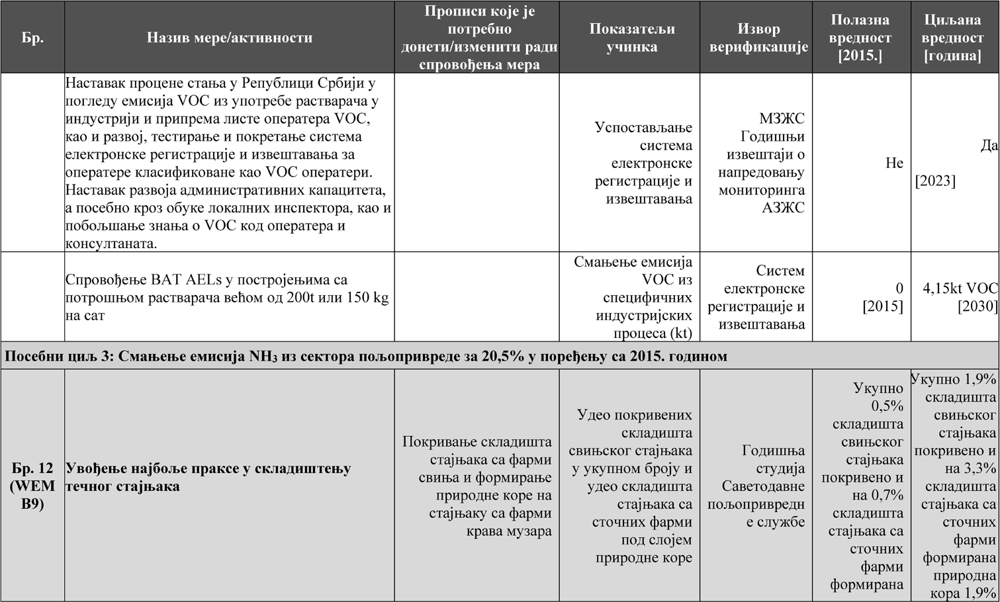 Бр.
Назив мере/активности
Прописи које је
потребно
донети/изменити ради
спровођења мера
Показатељи
учинка
Извор
верификације
Полазна
вредност
[2015.]
Циљана
вредност
[година]
Наставак процене стања у Републици Србији у
погледу емисија VOC из употребе растварача у
индустрији и припрема листе оператера VOC,
као и развој, тестирање и покретање система
електронске регистрације и извештавања за
оператере класификоване као VOC оператери.
Наставак развоја административних капацитета,
а посебно кроз обуке локалних инспектора, као и
побољшање знања о VOC код оператера и
консултаната.
Успостављање
система
електронске
регистрације и
извештавања
МЗЖС
Годишњи
извештаји о
напредовању
мониторинга
АЗЖС
Не
Да
[2023]
Спровођење BAT AELs у постројењима са
потрошњом растварача већом од 200t или 150 kg
на сат
Смањење емисија
VOC из
специфичних
индустријских
процеса (kt)
Систем
електронске
регистрације и
извештавања
0
[2015]
4,15kt VOC
[2030]
Посебни циљ 3: Смањење емисија NH₃ из сектора пољопривреде за 20,5% у поређењу са 2015. годином
Бр. 12
(WEM
B9)
Увођење најбоље праксе у складиштењу
течног стајњака
Покривање складишта
стајњака са фарми
свиња и формирање
природне коре на
стајњаку са фарми
крава музара
Удео покривених
складишта
свињског стајњака
у укупном броју и
удео складишта
стајњака са
сточних фарми
под слојем
природне коре
Годишња
студија
Саветодавне
пољопривредн
е службе
Укупно
0,5%
складишта
свињског
стајњака
покривено и
на 0,7%
складишта
стајњака са
сточних
фарми
формирана
Укупно 1,9%
складишта
свињског
стајњака
покривено и
на 3,3%
складишта
стајњака са
сточних
фарми
формирана
природна
кора 1,9%